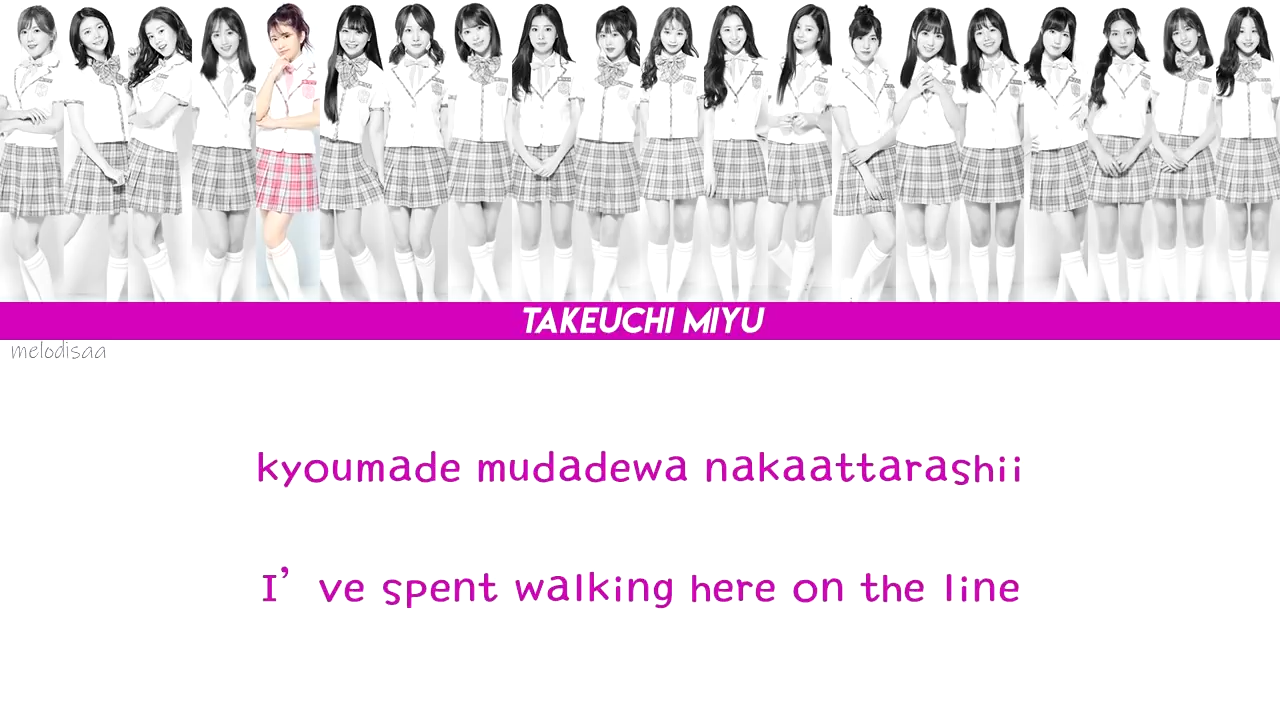 TAKEUCHI MIYU
melodisaa
kyoumade mudadewa nakaattarashii
I’ve spent walking here on the line